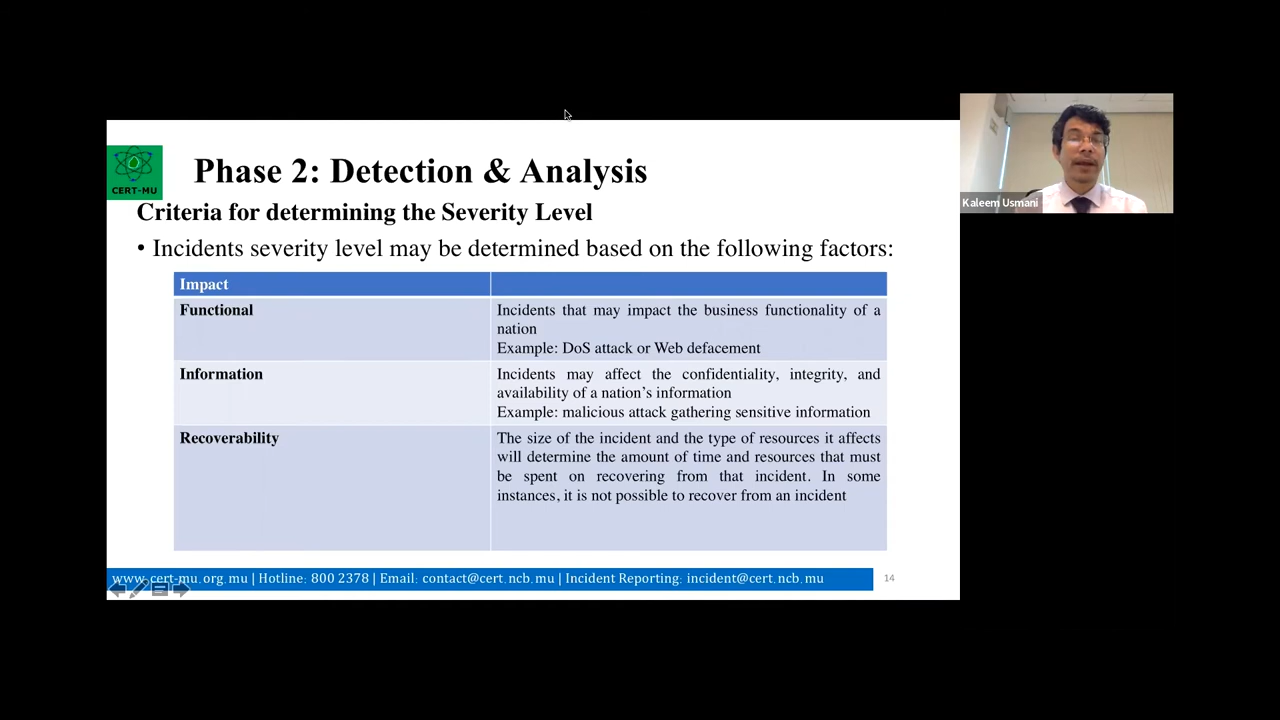 Phase 2: Detection & Analysis
CERT-MU
Criteria for determining the Severity Level
• Incidents severity level may be determined based on the following factors:
Impact
Functional
Incidents that may impact the business functionality of a
nation
Example: DoS attack or Web defacement
Information
Incidents may affect the confidentiality, integrity, and
availability of a nation's information
Example: malicious attack gathering sensitive information
Recoverability
The size of the incident and the type of resources it affects
will determine the amount of time and resources that must
be spent on recovering from that incident. In some
instances, it is not possible to recover from an incident
www.cert-mu.org.mu | Hotline: 800 2378 | Email: contact@cert.ncb.mu | Incident Reporting: incident@cert.ncb.mu
14
Kaleem Usmani